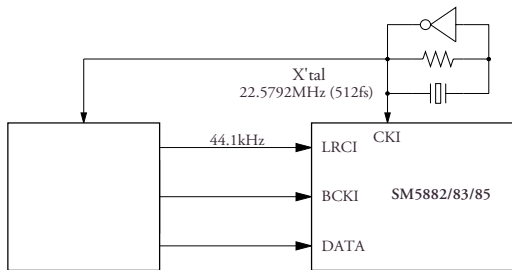 X'tal
22.5792MHz (512fs)
CKI
44.1kHz
LRCI
BCKI
SM5882/83/85
DATA